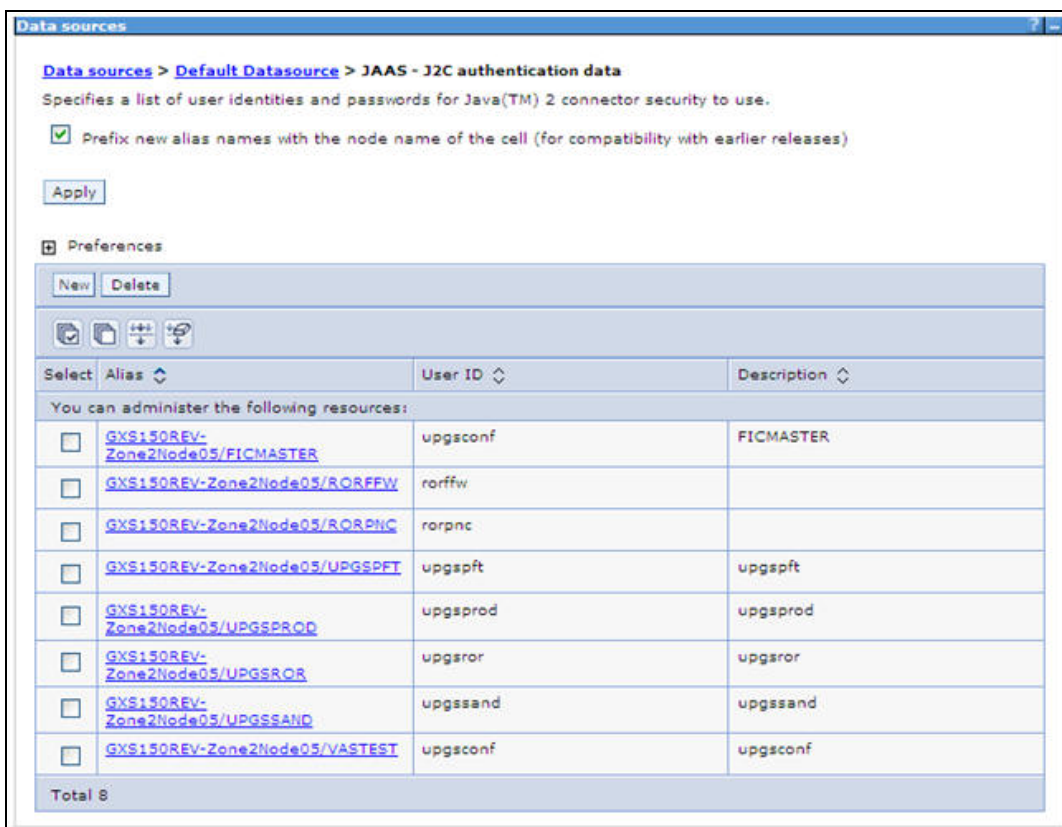 Data sources ? –
Data sources > Default Datasource > JAAS - J2C authentication data
Specifies a list of user identities and passwords for Java(TM) 2 connector security to use.
Prefix new alias names with the node name of the cell (for compatibility with earlier releases)
Apply
Preferences
New Delete
Select Alias User ID Description
You can administer the following resources:
GXS150REV-
Zone2Node05/FICMASTER upgsconf FICMASTER
GXS150REV-Zone2Node05/RORFFW rorffw
GXS150REV-Zone2Node05/RORPNC rorpnc
GXS150REV-Zone2Node05/UPGSPFT upgspft upgspft
GXS150REV-
Zone2Node05/UPGSPROD upgsprod upgsprod
GXS150REV-
Zone2Node05/UPGSROR upgsror upgsror
GXS150REV-
Zone2Node05/UPGSSAND upgssand upgssand
GXS150REV-Zone2Node05/VASTEST upgsconf upgsconf
Total 8